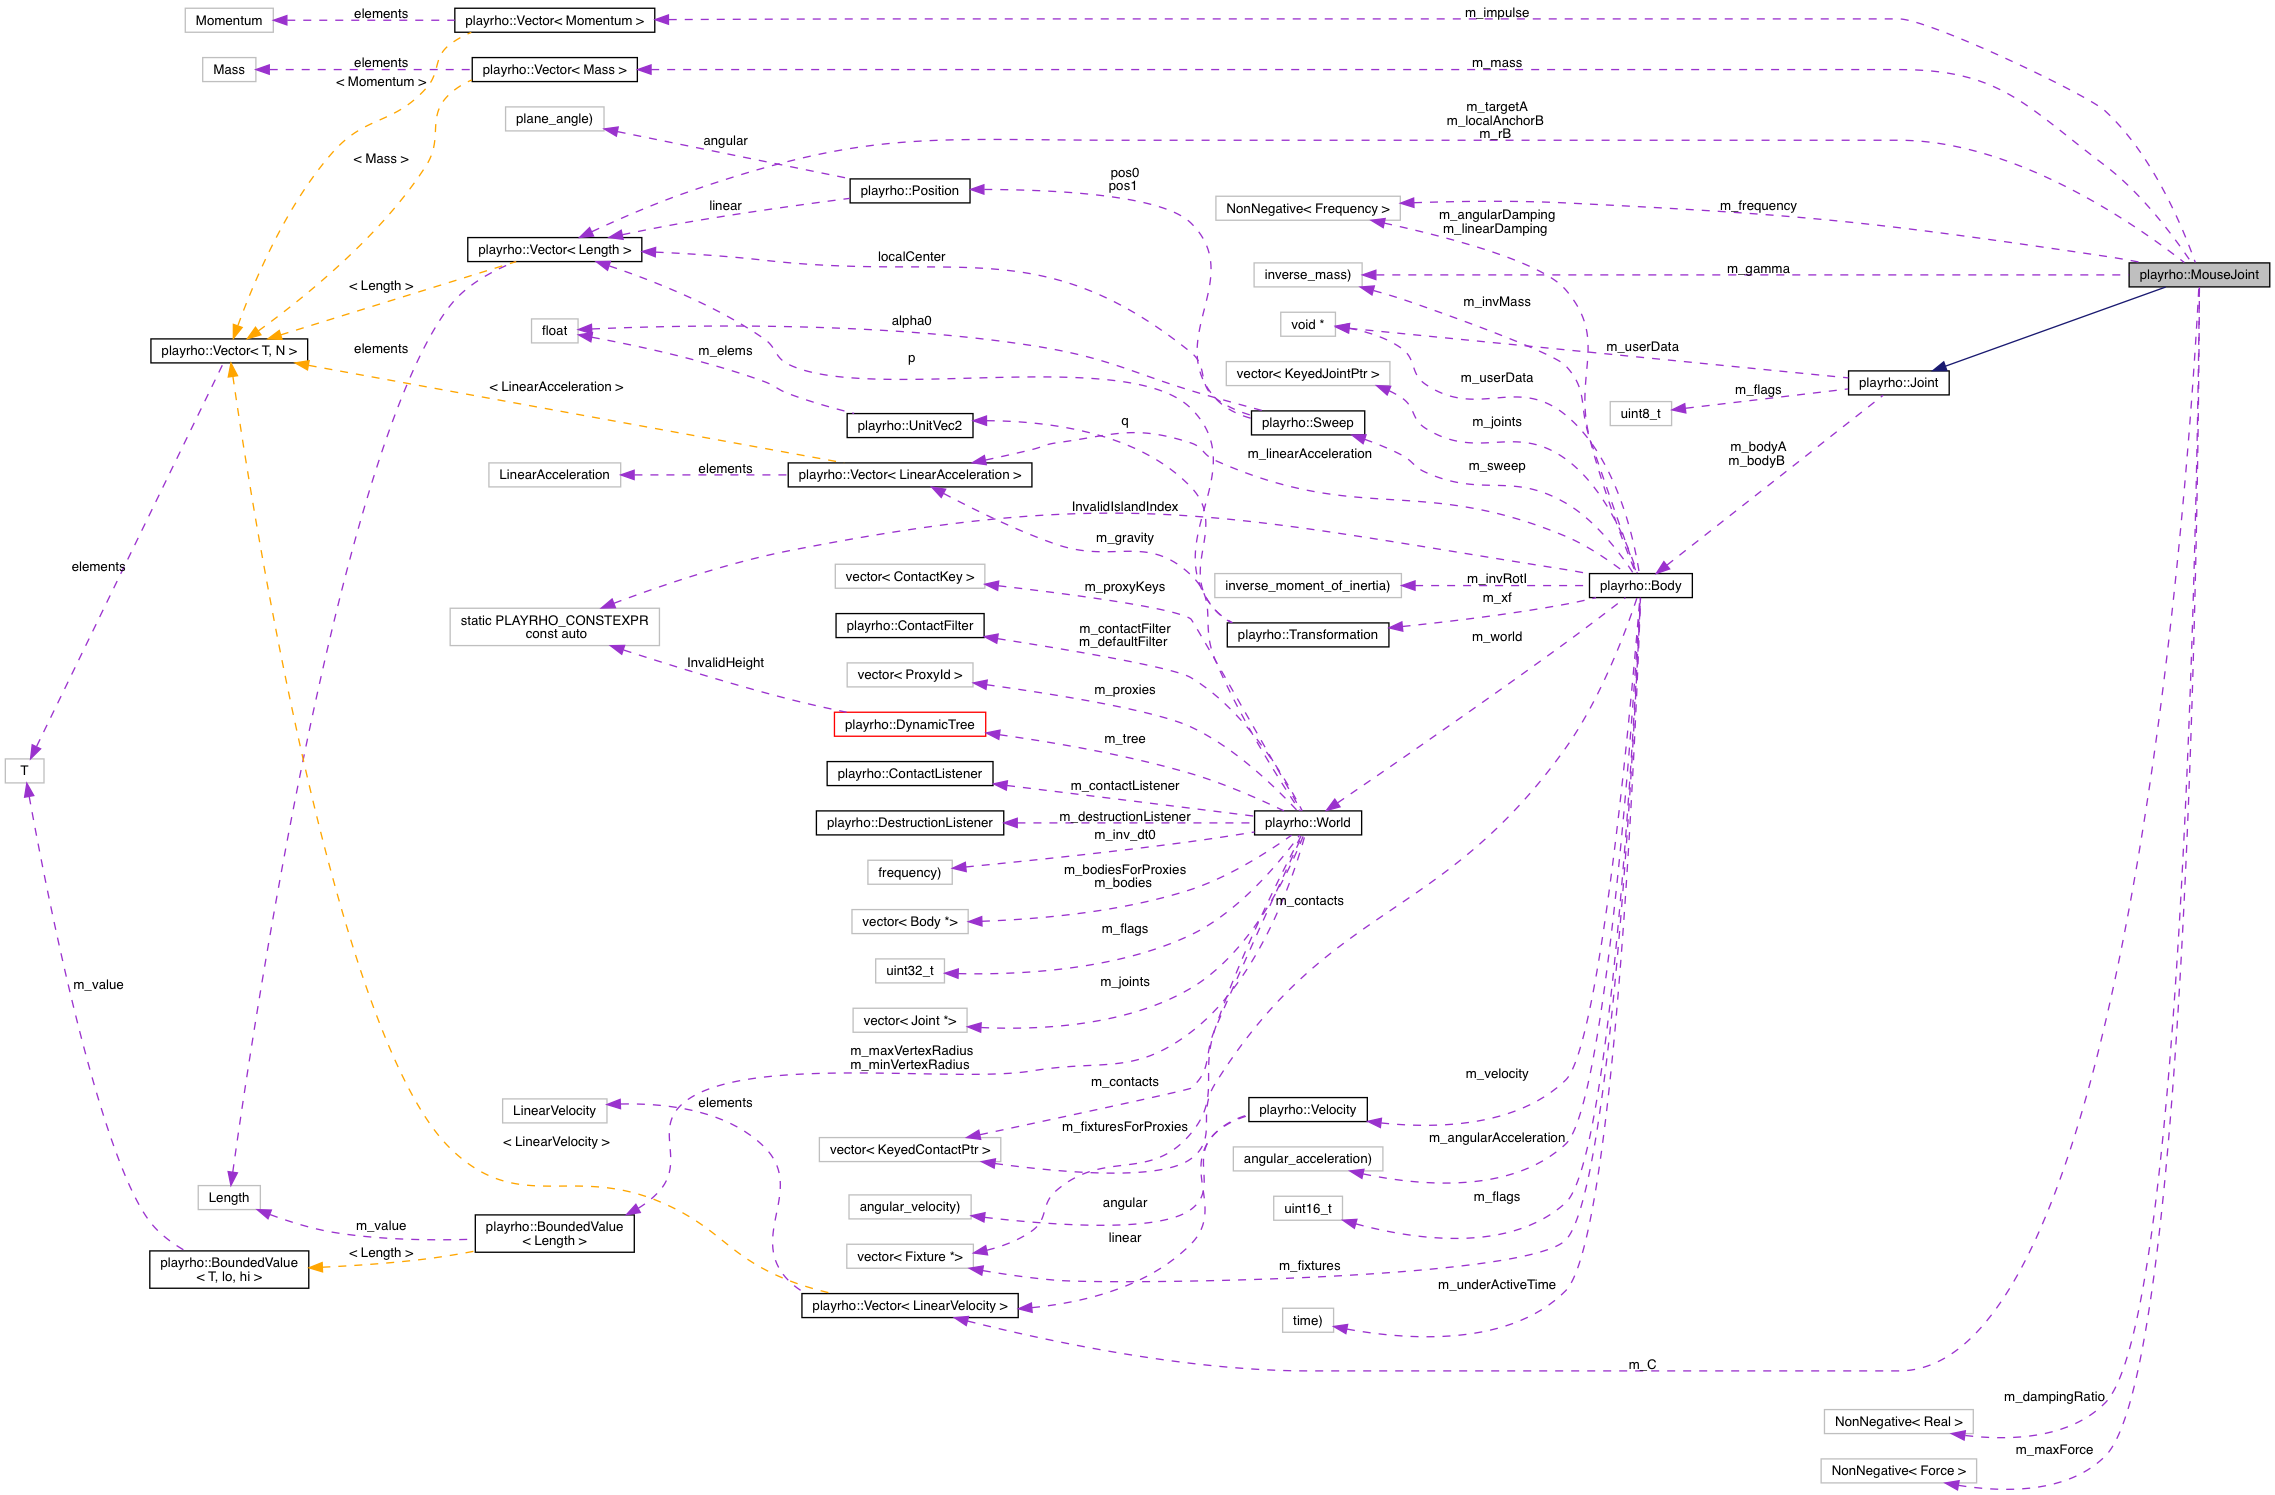 Momentum
elements
playrho::Vector< Momentum >
m_impulse
Mass
elements
playrho::Vector< Mass >
m_mass
< Momentum >
plane_angle)
m_targetA
m_localAnchorB
m_rB
angular
< Mass >
pos0
pos1
playrho::Position
linear
NonNegative< Frequency >
m_frequency
m_angularDamping
m_linearDamping
playrho::Vector< Length >
localCenter
inverse_mass)
m_gamma
playrho::MouseJoint
< Length >
m_invMass
float
alpha0
void *
m_userData
playrho::Vector< T, N >
elements
m_elems
p
vector< KeyedJointPtr >
m_userData
playrho::Joint
m_flags
< LinearAcceleration >
uint8_t
playrho::UnitVec2
q
playrho::Sweep
m_joints
m_bodyA
m_bodyB
m_linearAcceleration
m_sweep
LinearAcceleration
elements
playrho::Vector< LinearAcceleration >
InvalidIslandIndex
m_gravity
elements
vector< ContactKey >
m_proxyKeys
inverse_moment_of_inertia)
m_invRotI
playrho::Body
m_xf
static PLAYRHO_CONSTEXPR
const auto
playrho::ContactFilter
m_contactFilter
m_defaultFilter
playrho::Transformation
m_world
InvalidHeight
vector< ProxyId >
m_proxies
playrho::DynamicTree
m_tree
T
playrho::ContactListener
m_contactListener
playrho::DestructionListener
m_destructionListener
playrho::World
m_inv_dt0
frequency)
m_bodiesForProxies
m_bodies
vector< Body *>
m_contacts
m_flags
uint32_t
m_value
m_joints
vector< Joint *>
m_maxVertexRadius
m_minVertexRadius
m_contacts
m_velocity
LinearVelocity
elements
playrho::Velocity
m_fixturesForProxies
< LinearVelocity >
vector< KeyedContactPtr >
m_angularAcceleration
angular_acceleration)
Length
angular_velocity)
angular
uint16_t
m_flags
m_value
playrho::BoundedValue
< Length >
linear
< Length >
vector< Fixture *>
m_fixtures
playrho::BoundedValue
< T, lo, hi >
m_underActiveTime
playrho::Vector< LinearVelocity >
time)
m_C
m_dampingRatio
NonNegative< Real >
m_maxForce
NonNegative< Force >